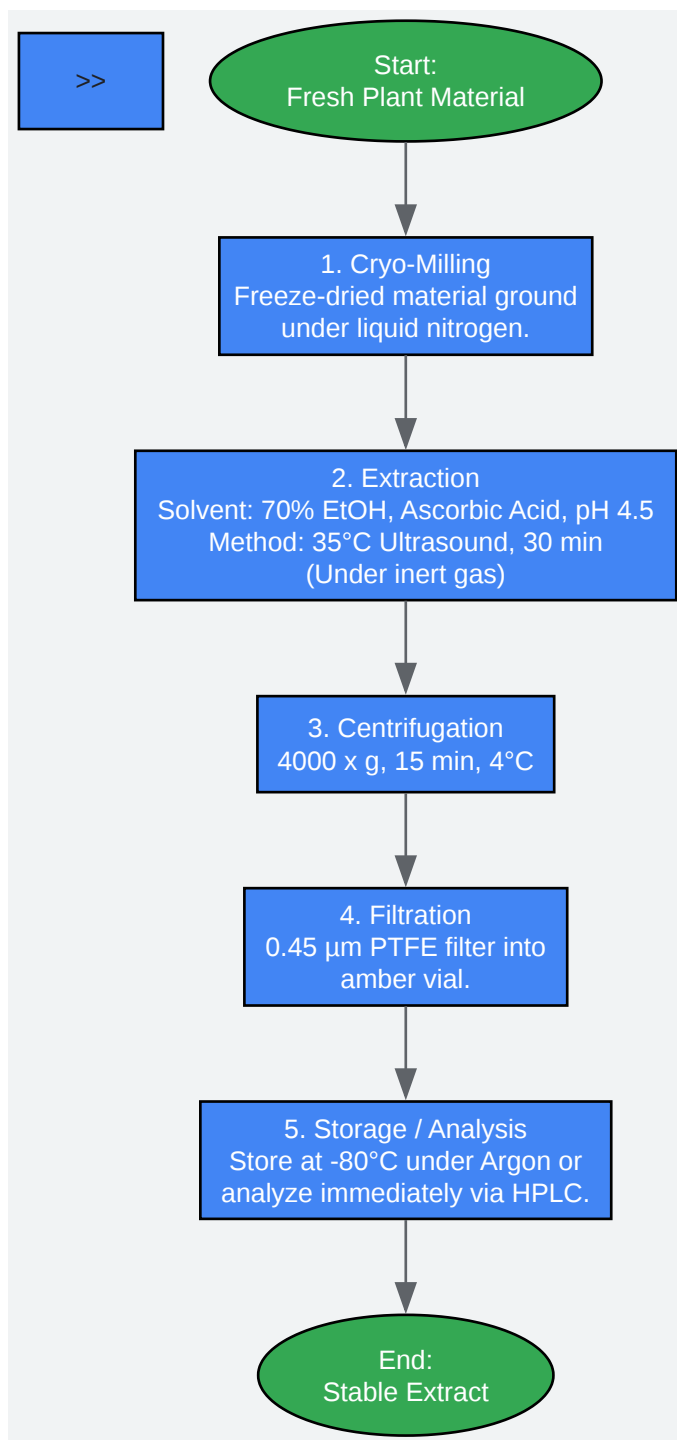 >>
Start:
Fresh Plant Material
1. Cryo-Milling
Freeze-dried material ground
under liquid nitrogen.
2. Extraction
Solvent: 70% EtOH, Ascorbic Acid, pH 4.5
Method: 35°C Ultrasound, 30 min
(Under inert gas)
3. Centrifugation
4000 x g, 15 min, 4°C
4. Filtration
0.45 µm PTFE filter into
amber vial.
5. Storage / Analysis
Store at -80°C under Argon or
analyze immediately via HPLC.
End:
Stable Extract